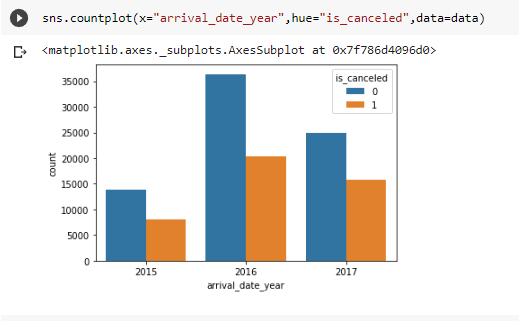 sns.countplot(x="arrival_date_year",hue="is_canceled",data=data)
<matplotlib.axes._subplots.AxesSubplot at 0x7f786d4096d0>
is_canceled
0
1
35000
30000
25000
20000
15000
10000
5000
0
count
2015 2016 2017
arrival_date_year